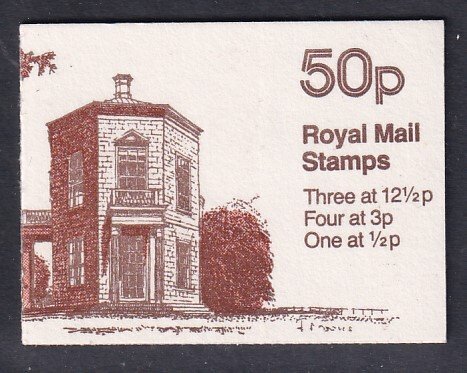 50p
Royal Mail
Stamps
Three at 12½p
Four at 3p
One at ½p